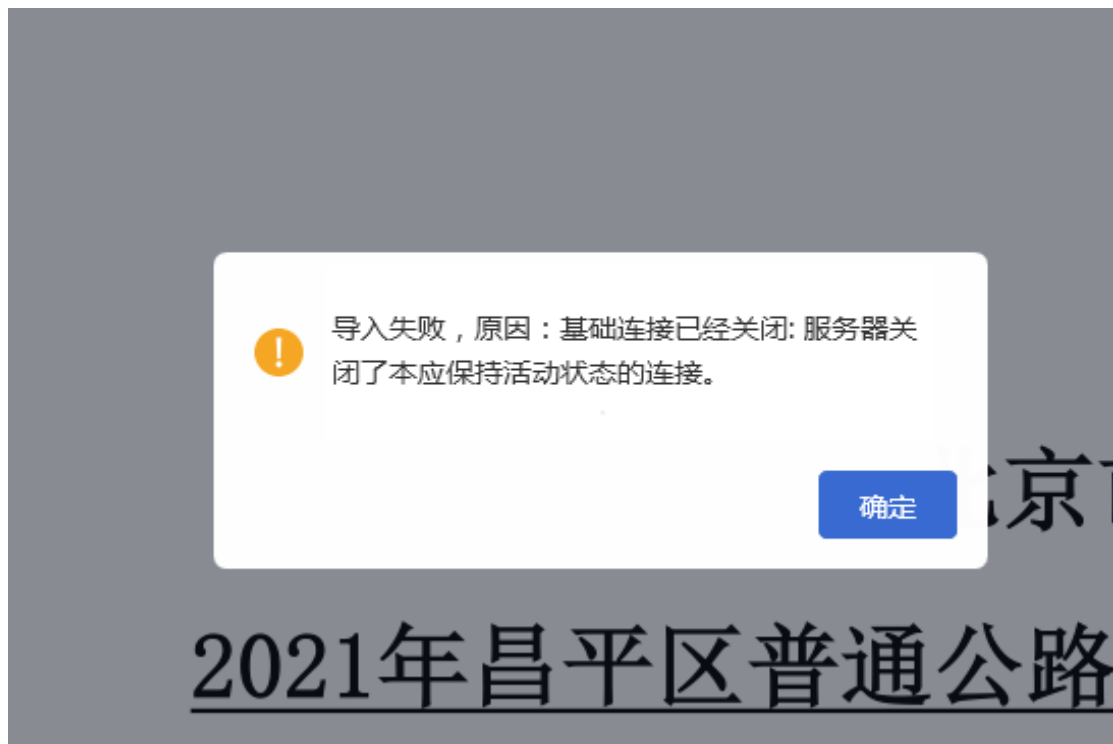 导入失败，原因：基础连接已经关闭: 服务器关
闭了本应保持活动状态的连接。
确定
京
2021年昌平区普通公路